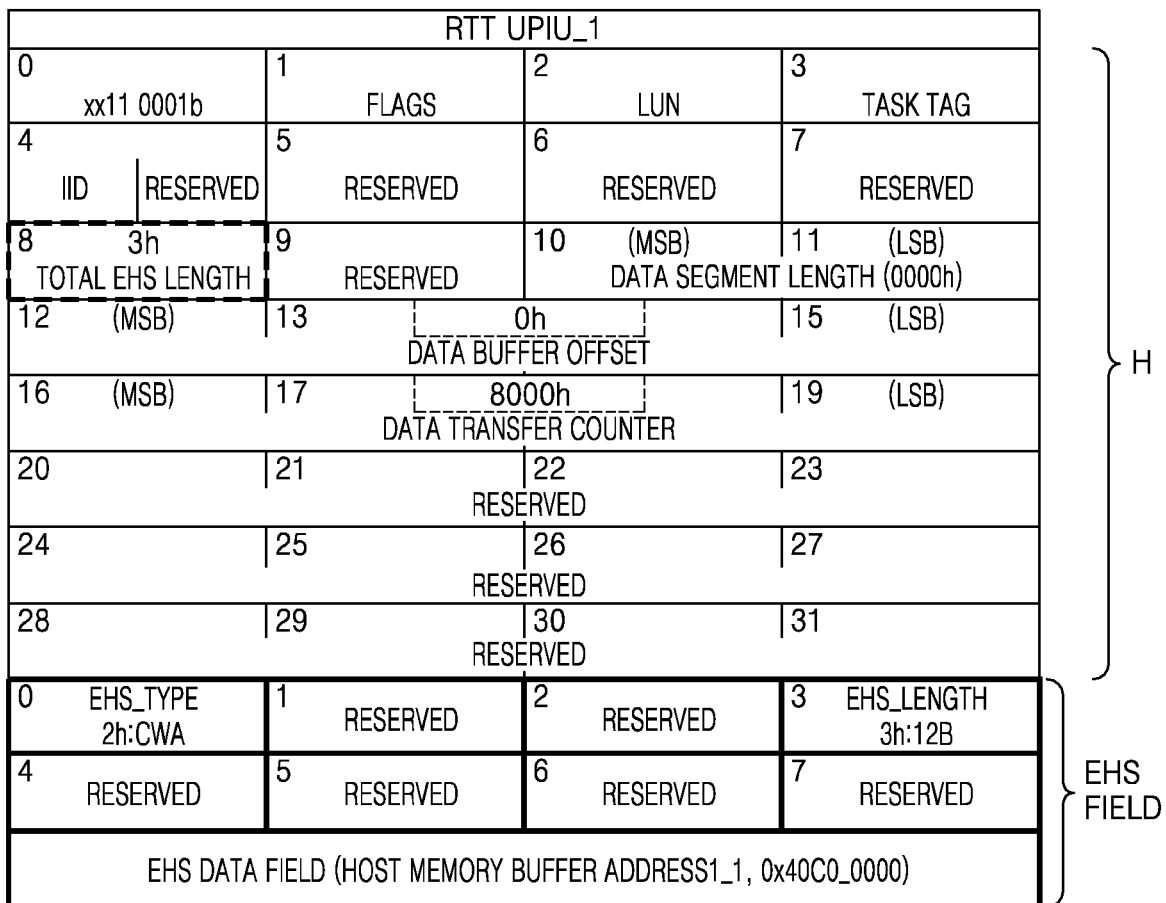 RTT UPIU_1
0 1 2 3
xx11 0001b FLAGS LUN TASK TAG
4 5 6 7
IID RESERVED RESERVED RESERVED RESERVED
8 3h 9 10 (MSB) 11 (LSB)
TOTAL EHS LENGTH RESERVED DATA SEGMENT LENGTH (0000h)
12 (MSB) 13 0h 15 (LSB)
DATA BUFFER OFFSET
16 (MSB) 17 8000h 19 (LSB)
DATA TRANSFER COUNTER
20 21 22 23
RESERVED
24 25 26 27
RESERVED
28 29 30 31
RESERVED
H
0 EHS_TYPE 1 2 3 EHS_LENGTH
2h:CWA RESERVED RESERVED 3h:12B
4 5 6 7
RESERVED RESERVED RESERVED RESERVED
EHS DATA FIELD (HOST MEMORY BUFFER ADDRESS1_1, 0x40C0_0000)
EHS
FIELD